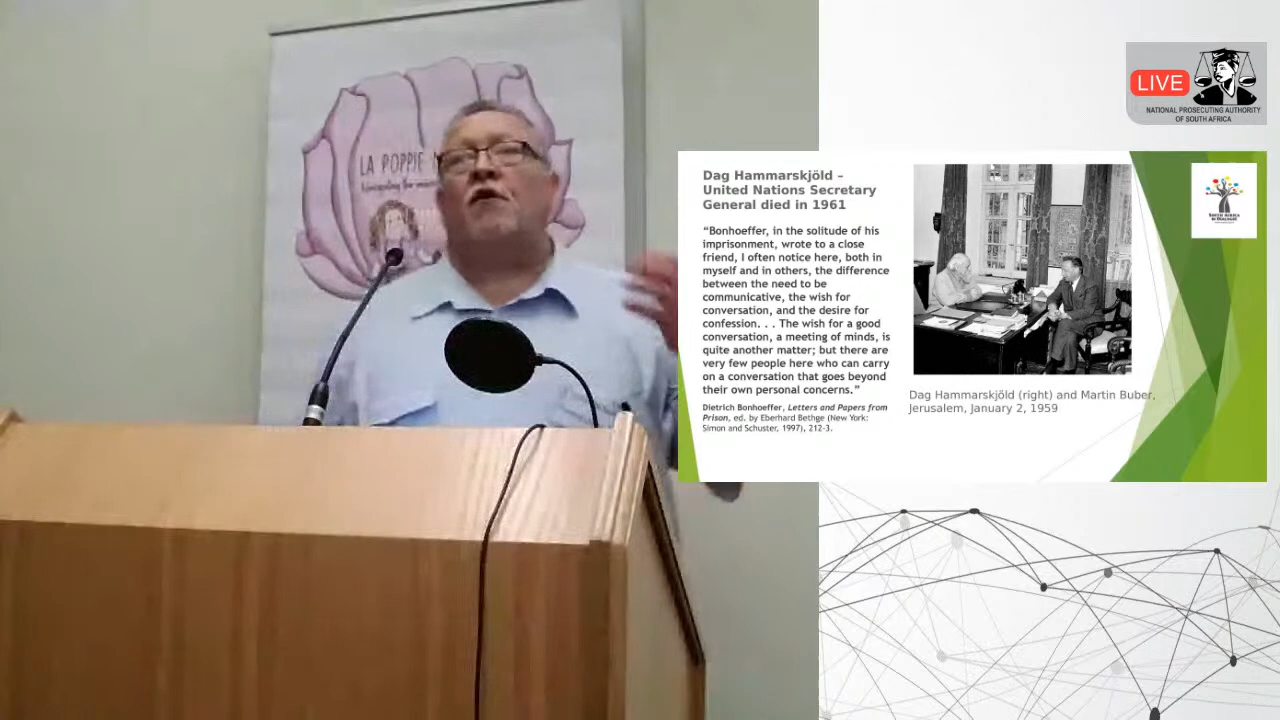 LA POPPIE
LIVE
NATIONAL PROSECUTING AUTHORITY
OF SOUTH AFRICA
Dag Hammarskjöld –
United Nations Secretary
General died in 1961
“Bonhoeffer, in the solitude of his
imprisonment, wrote to a close
friend, I often notice here, both in
myself and in others, the difference
between the need to be
communicative, the wish for
conversation, and the desire for
confession. . . The wish for a good
conversation, a meeting of minds, is
quite another matter; but there are
very few people here who can carry
on a conversation that goes beyond
their own personal concerns.”
Dietrich Bonhoeffer, Letters and Papers from
Prison, ed. by Eberhard Bethge (New York:
Simon and Schuster, 1997), 212-3.
SOUTH AFRICA
IN DIALOGUE
Dag Hammarskjöld (right) and Martin Buber,
Jerusalem, January 2, 1959